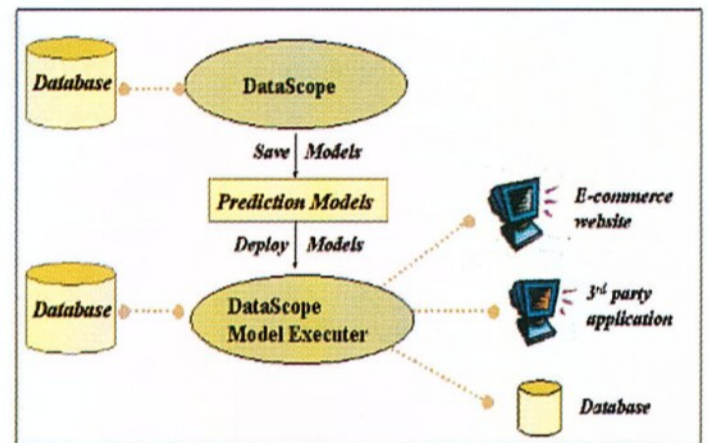 Database
DataScope
Save Models
Prediction Models
Deploy Models
E-commerce
website
Database
DataScope
Model Executer
3rd party
application
Database